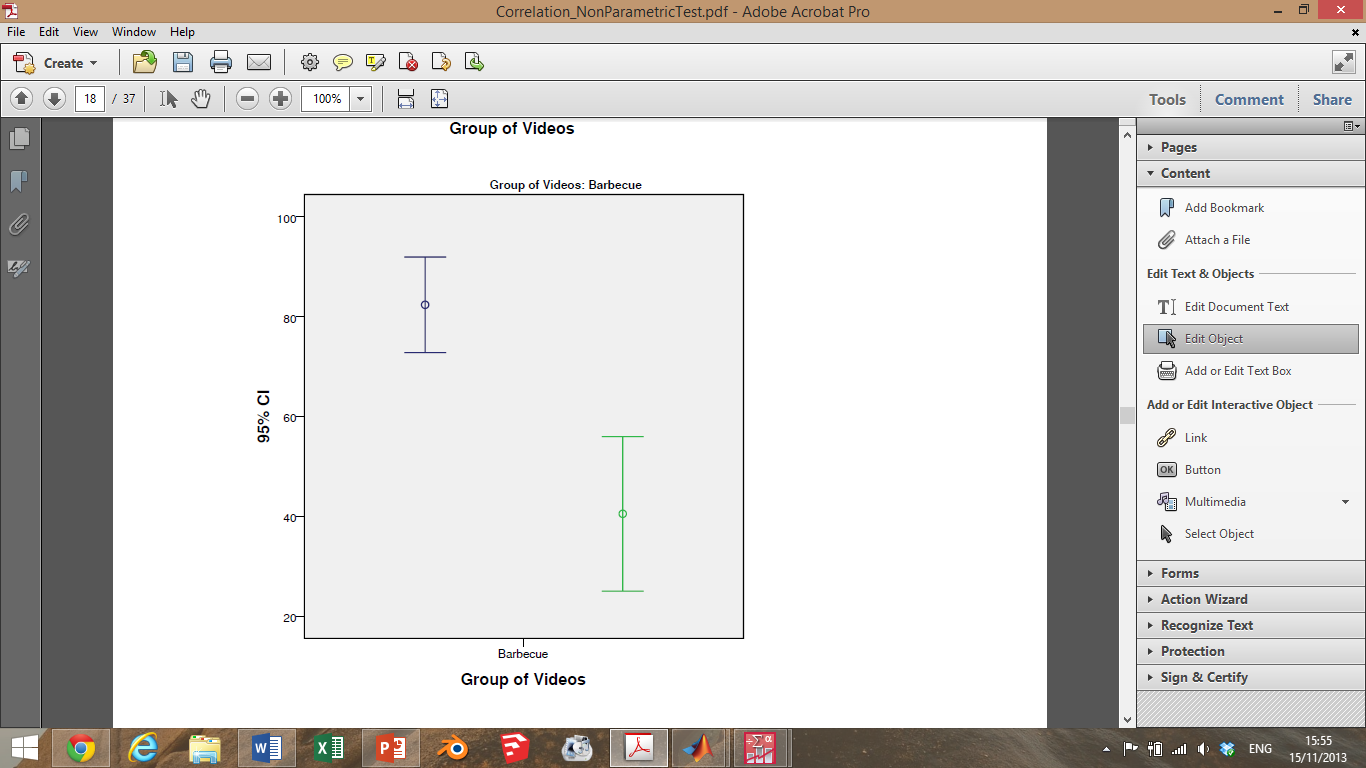 Correlation_NonParametricTest.pdf - Adobe Acrobat Pro
File Edit View Window Help
Create
18 / 37 100% Tools Comment Share
Group of Videos
Group of Videos: Barbecue
100
80
60
40
20
95% CI
Barbecue
Group of Videos
Pages
Content
Add Bookmark
Attach a File
Edit Text & Objects
Edit Document Text
Edit Object
Add or Edit Text Box
Add or Edit Interactive Object
Link
OK Button
Multimedia
Select Object
Forms
Action Wizard
Recognize Text
Protection
Sign & Certify
ENG 15:55
15/11/2013